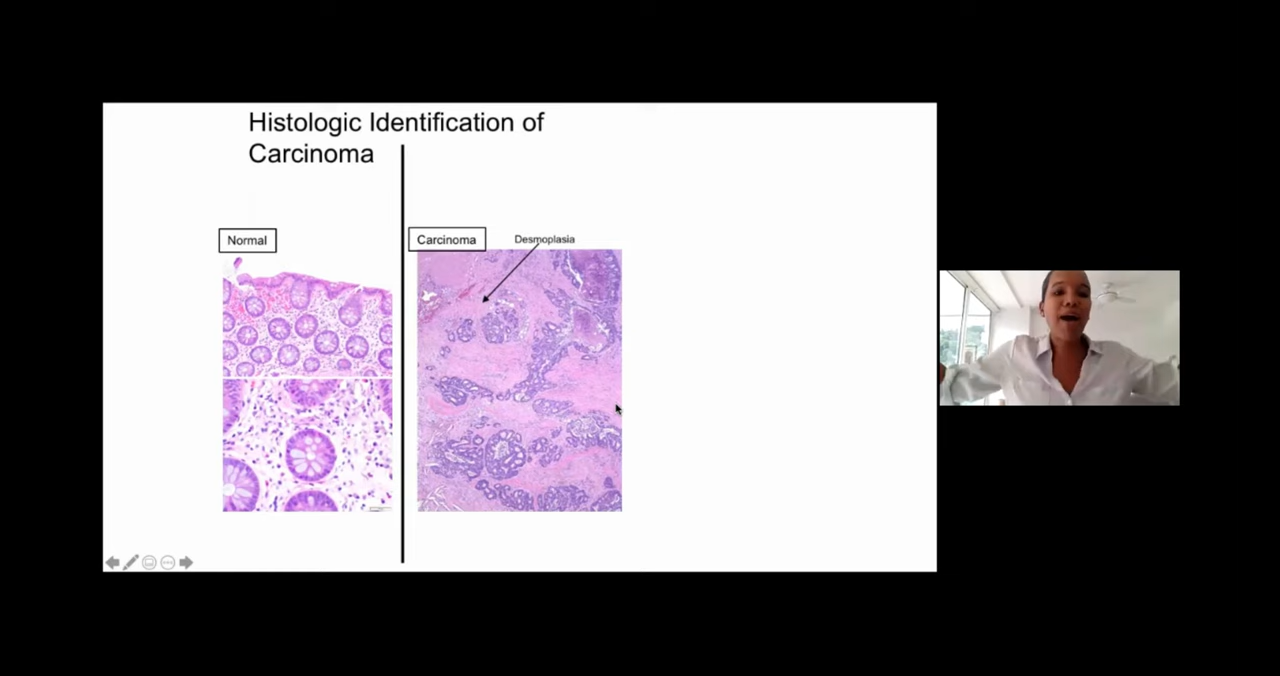 Histologic Identification of
Carcinoma
Normal
Carcinoma
Desmoplasia